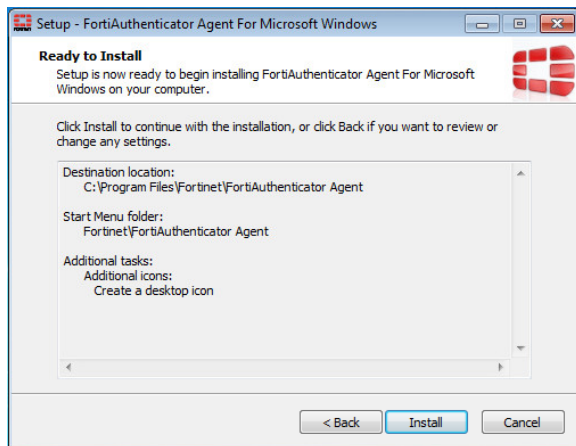 Setup - FortiAuthenticator Agent For Microsoft Windows
Ready to Install
Setup is now ready to begin installing FortiAuthenticator Agent For Microsoft
Windows on your computer.
Click Install to continue with the installation, or click Back if you want to review or
change any settings.
Destination location:
C:\Program Files\Fortinet\FortiAuthenticator Agent
Start Menu folder:
Fortinet\FortiAuthenticator Agent
Additional tasks:
Additional icons:
Create a desktop icon
< Back
Install
Cancel